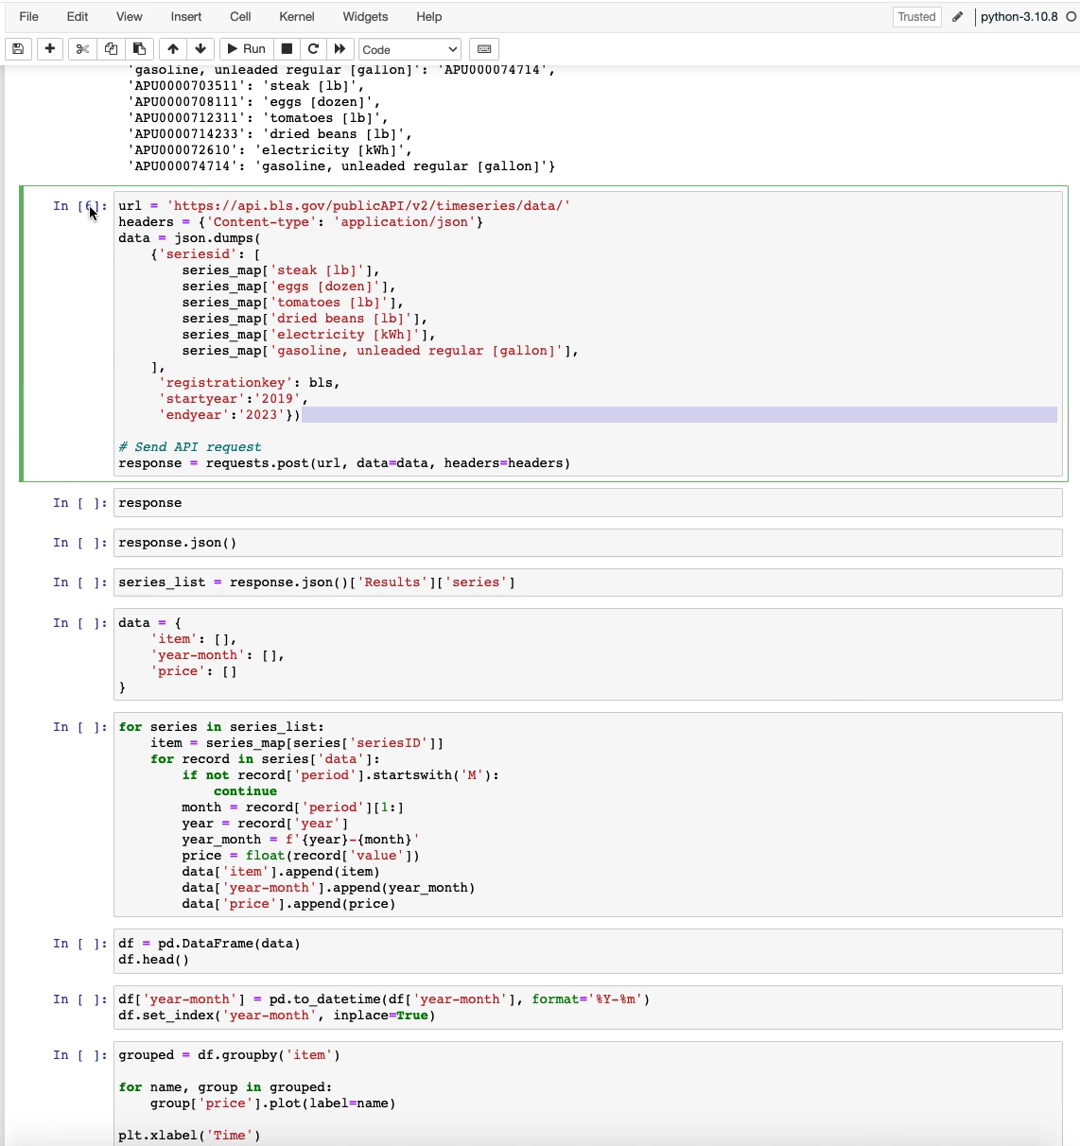 File Edit View Insert Cell Kernel Widgets Help Trusted python-3.10.8
Run Code
'gasoline, unleaded regular [gallon]': 'APU000074714',
'APU0000703511': 'steak [lb]',
'APU0000708111': 'eggs [dozen]',
'APU0000712311': 'tomatoes [lb]',
'APU0000714233': 'dried beans [lb]',
'APU000072610': 'electricity [kWh]',
'APU000074714': 'gasoline, unleaded regular [gallon]'}
In [6]: url = 'https://api.bls.gov/publicAPI/v2/timeseries/data/'
headers = {'Content-type': 'application/json'}
data = json.dumps(
{'seriesid': [
series_map['steak [lb]'],
series_map['eggs [dozen]'],
series_map['tomatoes [lb]'],
series_map['dried beans [lb]'],
series_map['electricity [kWh]'],
series_map['gasoline, unleaded regular [gallon]'],
],
'registrationkey': bls,
'startyear':'2019',
'endyear':'2023'})
# Send API request
response = requests.post(url, data=data, headers=headers)
In [ ]: response
In [ ]: response.json()
In [ ]: series_list = response.json()['Results']['series']
In [ ]: data = {
'item': [],
'year-month': [],
'price': []
}
In [ ]: for series in series_list:
item = series_map[series['seriesID']]
for record in series['data']:
if not record['period'].startswith('M'):
continue
month = record['period'][1:]
year = record['year']
year_month = f'{year}-{month}'
price = float(record['value'])
data['item'].append(item)
data['year-month'].append(year_month)
data['price'].append(price)
In [ ]: df = pd.DataFrame(data)
df.head()
In [ ]: df['year-month'] = pd.to_datetime(df['year-month'], format='%Y-%m')
df.set_index('year-month', inplace=True)
In [ ]: grouped = df.groupby('item')
for name, group in grouped:
group['price'].plot(label=name)
plt.xlabel('Time')